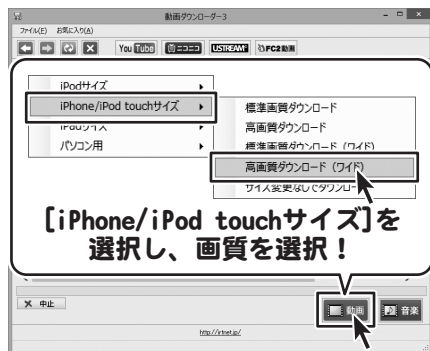 動画ダウンローダー3
ファイル(E) お気に入り(A)
You Tube ニコニコ USTREAM FC2動画
iPodサイズ
iPhone/iPod touchサイズ
iPadサイズ
パソコン用
標準画質ダウンロード
高画質ダウンロード
標準画質ダウンロード (ワイド)
高画質ダウンロード (ワイド)
サイズ変更なしでダウンロード
[iPhone/iPod touchサイズ]を
選択し、画質を選択！
中止
動画 音楽
http://irtnet.jp/